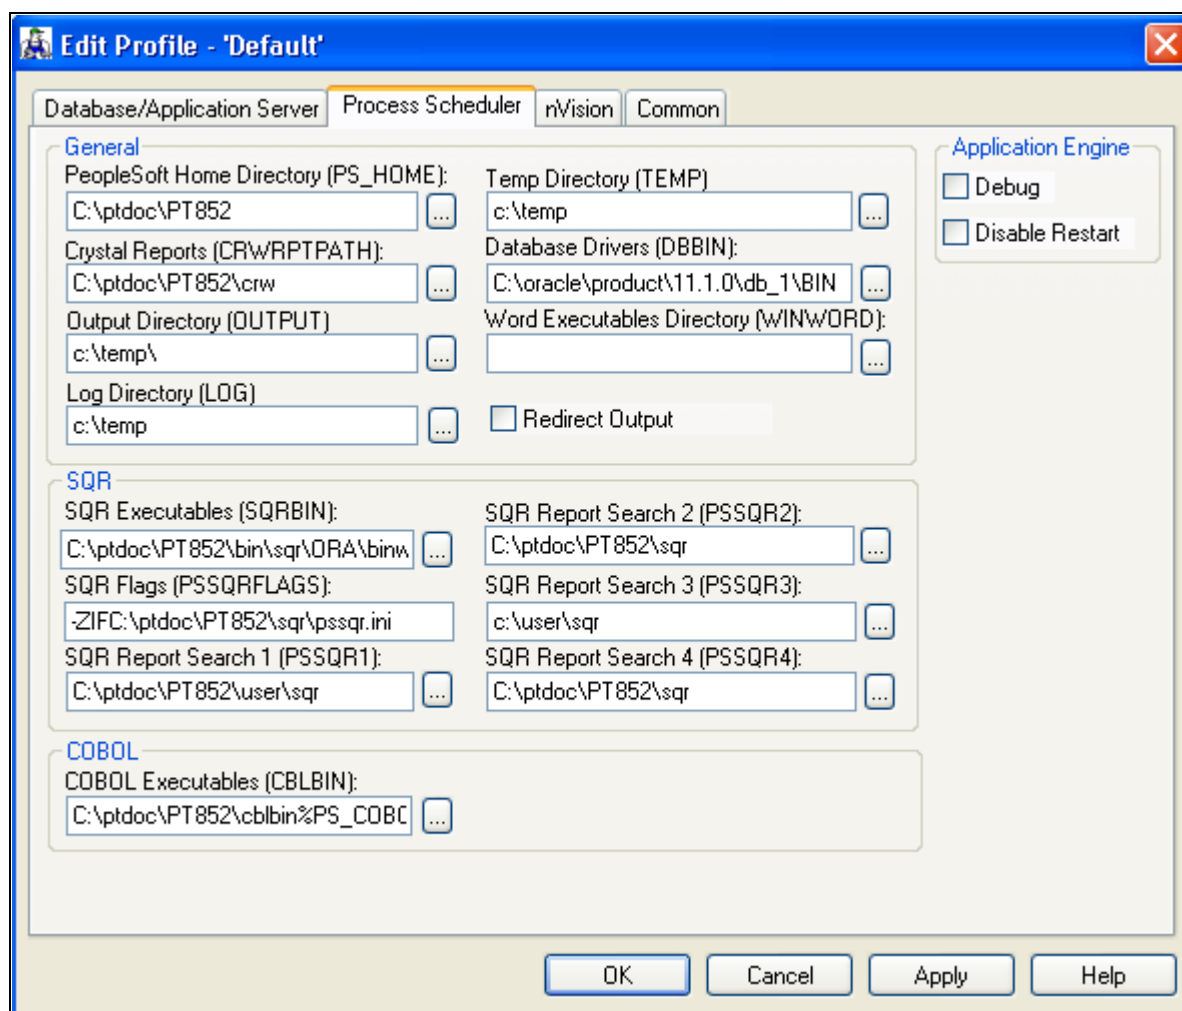 Edit Profile - 'Default'
Database/Application Server Process Scheduler nVision Common
General
PeopleSoft Home Directory (PS_HOME): Temp Directory (TEMP)
C:\ptdoc\PT852 ... c:\temp ...
Crystal Reports (CRWRPTPATH): Database Drivers (DBBIN):
C:\ptdoc\PT852\crw ... C:\oracle\product\11.1.0\db_1\BIN ...
Output Directory (OUTPUT) Word Executables Directory (WINWORD):
c:\temp\ ... ...
Log Directory (LOG)
c:\temp ... Redirect Output
Application Engine
Debug
Disable Restart
SQR
SQR Executables (SQRBIN): SQR Report Search 2 (PSSQR2):
C:\ptdoc\PT852\bin\sqr\ORA\binw ... C:\ptdoc\PT852\sqr ...
SQR Flags (PSSQRFLAGS): SQR Report Search 3 (PSSQR3):
-ZIFC:\ptdoc\PT852\sqr\pssqr.ini c:\user\sqr ...
SQR Report Search 1 (PSSQR1): SQR Report Search 4 (PSSQR4):
C:\ptdoc\PT852\user\sqr ... C:\ptdoc\PT852\sqr ...
COBOL
COBOL Executables (CBLBIN):
C:\ptdoc\PT852\cblbin%PS_COBO ...
OK Cancel Apply Help